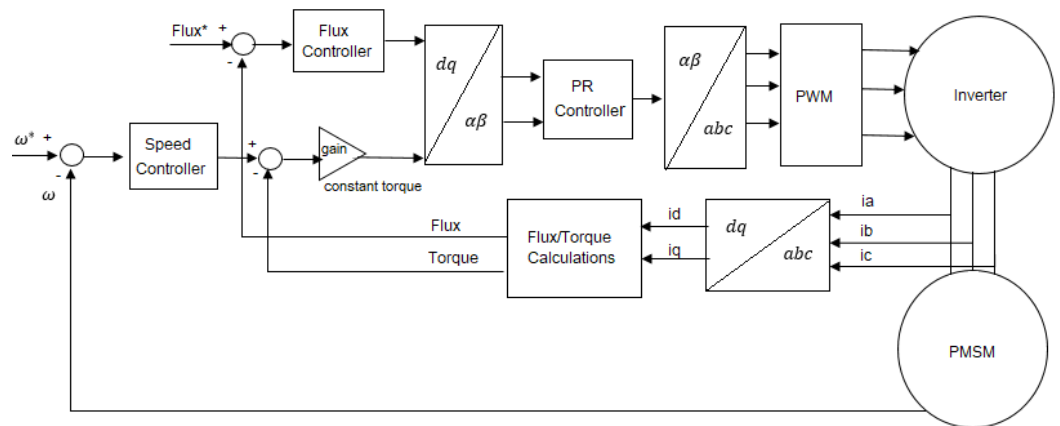 Flux*
+
-
Flux
Controller
dq
αβ
PR
Controller
αβ
abc
PWM
Inverter
ω*
+
-
ω
Speed
Controller
+
-
gain
constant torque
Flux
Torque
Flux/Torque
Calculations
id
iq
dq
abc
ia
ib
ic
PMSM